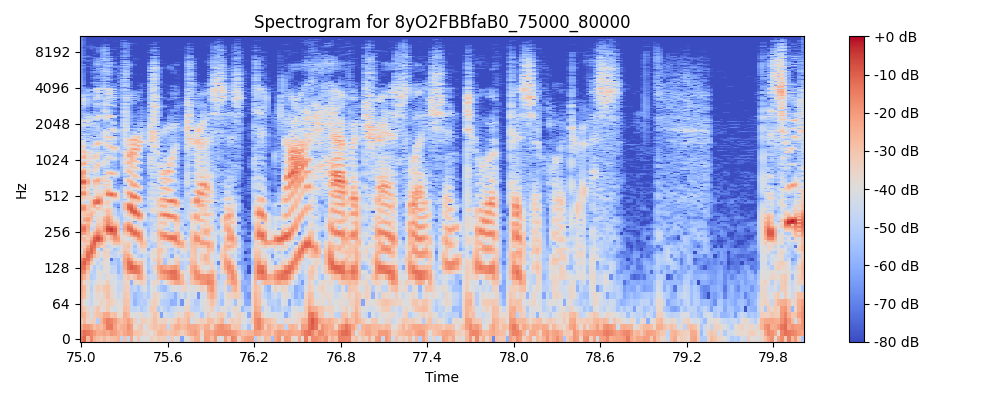 Spectrogram for 8yO2FBBfaB0_75000_80000
8192
4096
2048
1024
512
256
128
64
0
Hz
75.0 75.6 76.2 76.8 77.4 78.0 78.6 79.2 79.8
Time
+0 dB
-10 dB
-20 dB
-30 dB
-40 dB
-50 dB
-60 dB
-70 dB
-80 dB